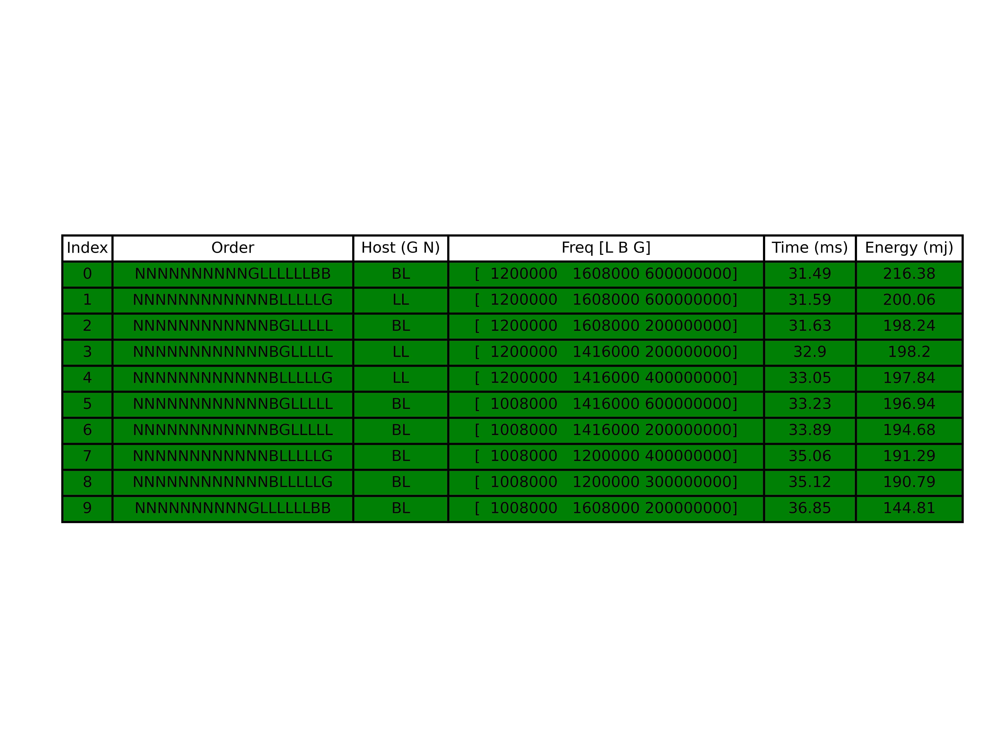 Index Order Host (G N) Freq [L B G] Time (ms) Energy (mj)
0 NNNNNNNNNNGLLLLLLBB BL [ 1200000 1608000 600000000] 31.49 216.38
1 NNNNNNNNNNNNBLLLLLG LL [ 1200000 1608000 600000000] 31.59 200.06
2 NNNNNNNNNNNNBGLLLLL BL [ 1200000 1608000 200000000] 31.63 198.24
3 NNNNNNNNNNNNBGLLLLL LL [ 1200000 1416000 200000000] 32.9 198.2
4 NNNNNNNNNNNNBLLLLLG LL [ 1200000 1416000 400000000] 33.05 197.84
5 NNNNNNNNNNNNBGLLLLL BL [ 1008000 1416000 600000000] 33.23 196.94
6 NNNNNNNNNNNNBGLLLLL BL [ 1008000 1416000 200000000] 33.89 194.68
7 NNNNNNNNNNNNBLLLLLG BL [ 1008000 1200000 400000000] 35.06 191.29
8 NNNNNNNNNNNNBLLLLLG BL [ 1008000 1200000 300000000] 35.12 190.79
9 NNNNNNNNNNGLLLLLLBB BL [ 1008000 1608000 200000000] 36.85 144.81